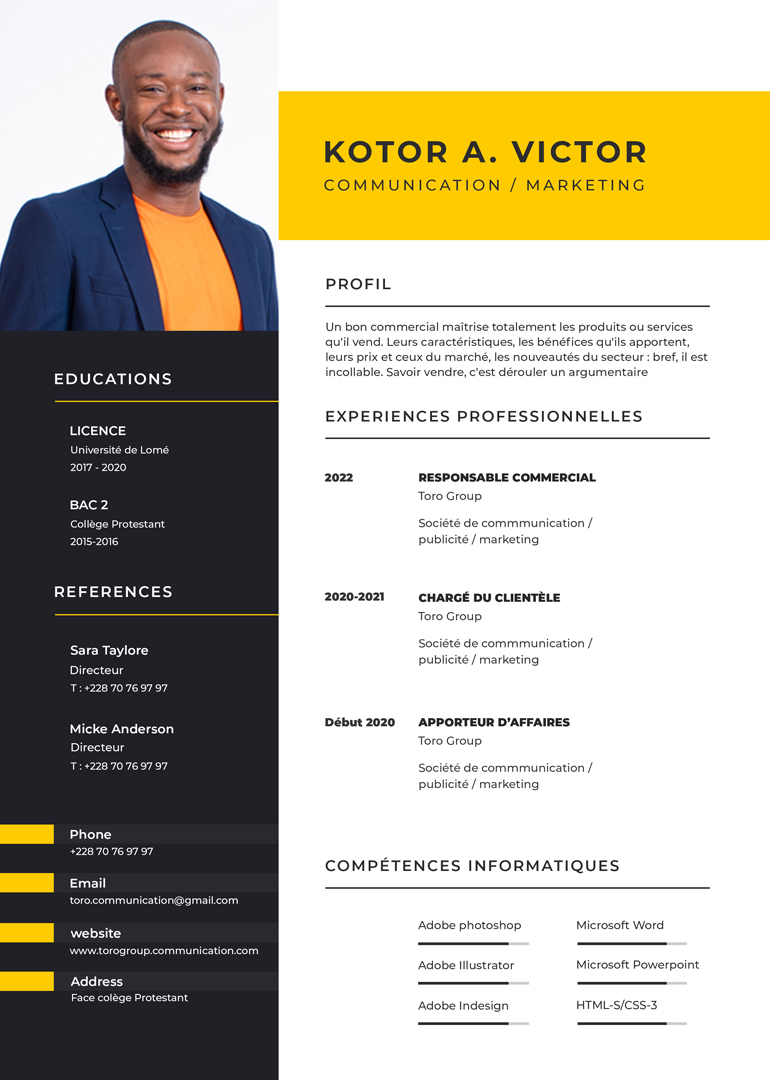 KOTOR A. VICTOR
COMMUNICATION / MARKETING
EDUCATIONS
LICENCE
Université de Lomé
2017 - 2020
BAC 2
Collège Protestant
2015-2016
REFERENCES
Sara Taylore
Directeur
T : +228 70 76 97 97
Micke Anderson
Directeur
T : +228 70 76 97 97
Phone
+228 70 76 97 97
Email
toro.communication@gmail.com
website
www.torogroup.communication.com
Address
Face colège Protestant
PROFIL
Un bon commercial maîtrise totalement les produits ou services
qu'il vend. Leurs caractéristiques, les bénéfices qu'ils apportent,
leurs prix et ceux du marché, les nouveautés du secteur : bref, il est
incollable. Savoir vendre, c'est dérouler un argumentaire
EXPERIENCES PROFESSIONNELLES
2022 RESPONSABLE COMMERCIAL
Toro Group
Société de commmunication /
publicité / marketing
2020-2021 CHARGÉ DU CLIENTÈLE
Toro Group
Société de commmunication /
publicité / marketing
Début 2020 APPORTEUR D'AFFAIRES
Toro Group
Société de commmunication /
publicité / marketing
COMPÉTENCES INFORMATIQUES
Adobe photoshop
Adobe Illustrator
Adobe Indesign
Microsoft Word
Microsoft Powerpoint
HTML-S/CSS-3